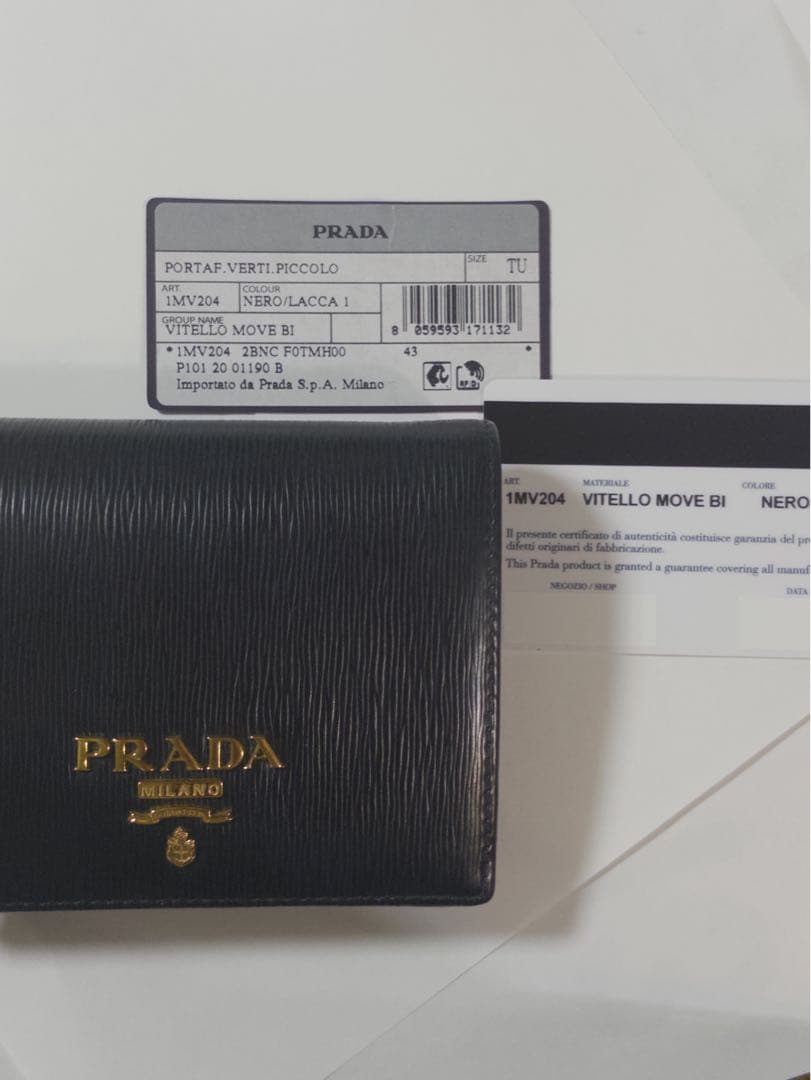 PRADA
PORTAF.VERTI.PICCOLO
SIZE TU
ART. COLOUR
1MV204 NERO/LACCA 1
GROUP NAME
VITELLO MOVE BI
8 059593 171132
* 1MV204 2BNC F0TMH00 43 *
P101 20 01190 B
Importato da Prada S.p.A. Milano
ART. MATERIALE COLORE
1MV204 VITELLO MOVE BI NERO
Il presente certificato di autenticità costituisce garanzia del
difetti originari di fabbricazione.
This Prada product is granted a guarantee covering all
NEGOZIO / SHOP DATA
PRADA
MILANO